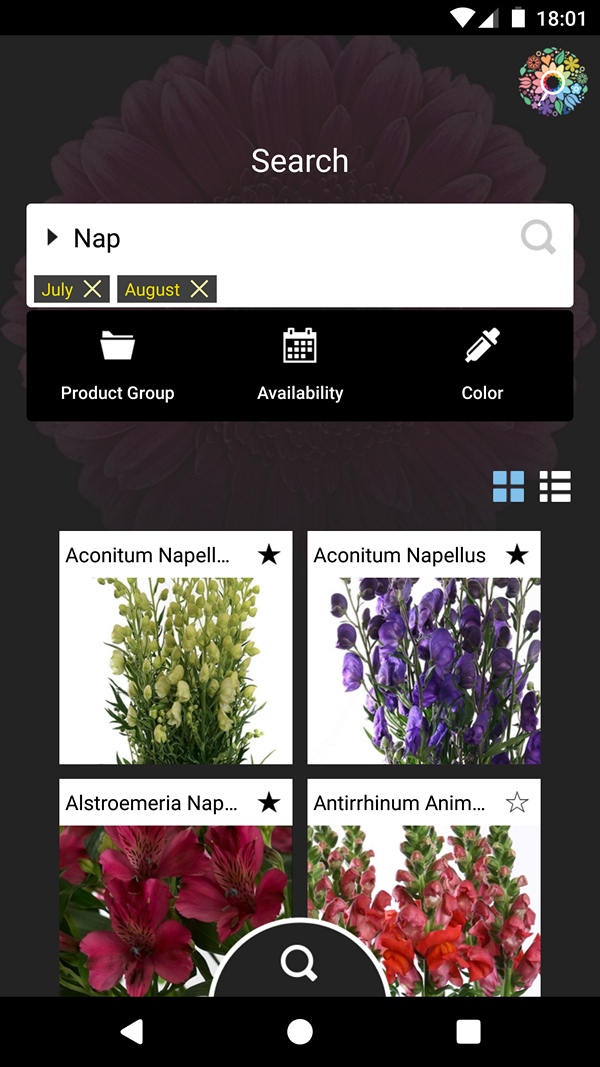 18:01
Search
Nap
July August
Product Group Availability Color
Aconitum Napell... Aconitum Napellus
Alstroemeria Nap... Antirrhinum Anim...